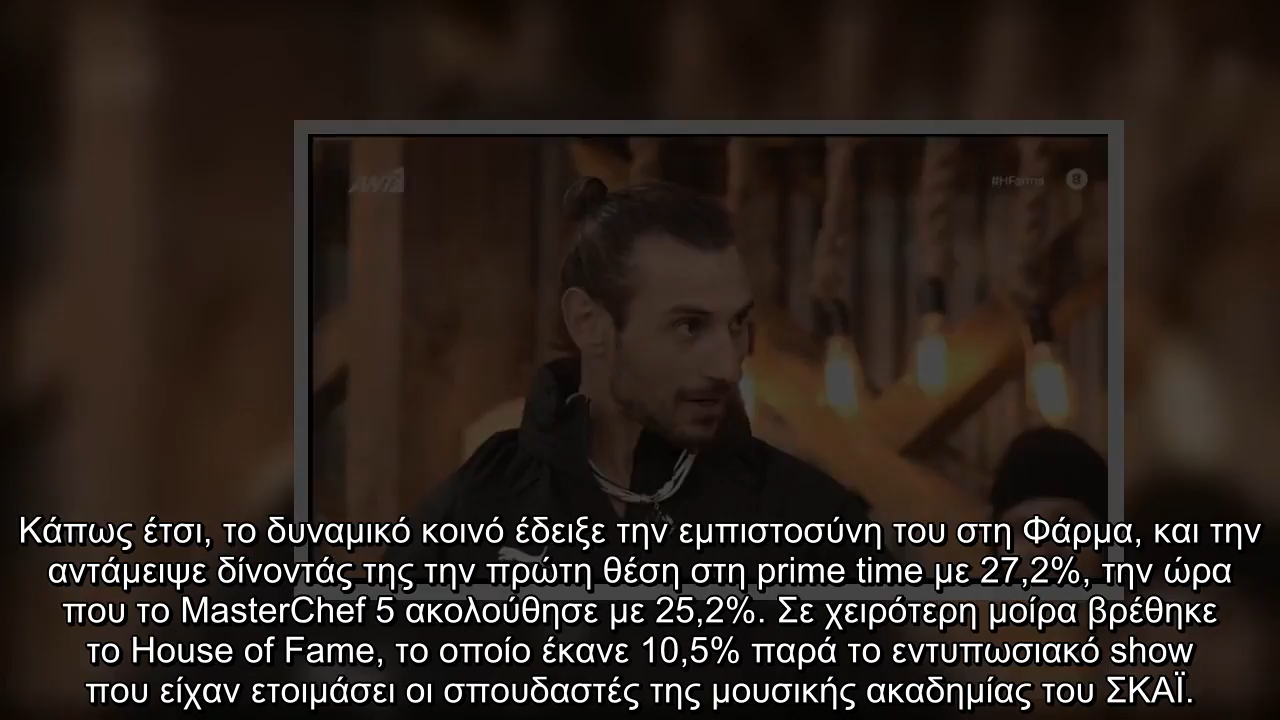 ANT1
#HFarma
8
Κάπως έτσι, το δυναμικό κοινό έδειξε την εμπιστοσύνη του στη Φάρμα, και την
αντάμειψε δίνοντάς της την πρώτη θέση στη prime time με 27,2%, την ώρα
που το MasterChef 5 ακολούθησε με 25,2%. Σε χειρότερη μοίρα βρέθηκε
το House of Fame, το οποίο έκανε 10,5% παρά το εντυπωσιακό show
που είχαν ετοιμάσει οι σπουδαστές της μουσικής ακαδημίας του ΣΚΑΪ.